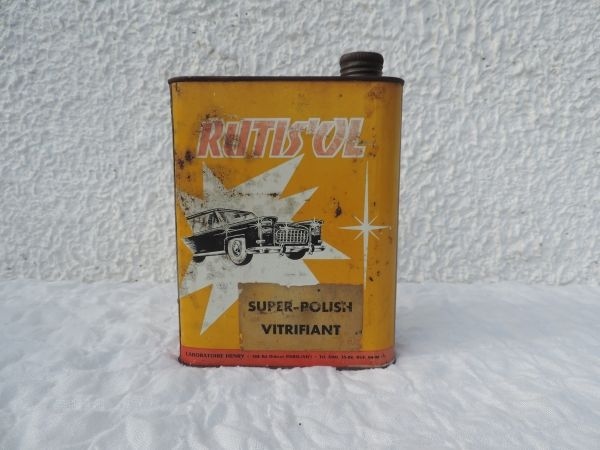 RUTIS'OL
SUPER-POLISH
VITRIFIANT
LABORATOIRE HENRY